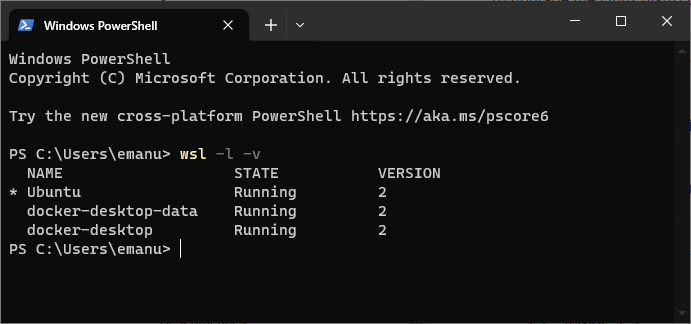 Windows PowerShell
Windows PowerShell
Copyright (C) Microsoft Corporation. All rights reserved.
Try the new cross-platform PowerShell https://aka.ms/pscore6
PS C:\Users\emanu> wsl -l -v
  NAME                   STATE           VERSION
* Ubuntu                 Running         2
  docker-desktop-data    Running         2
  docker-desktop         Running         2
PS C:\Users\emanu>